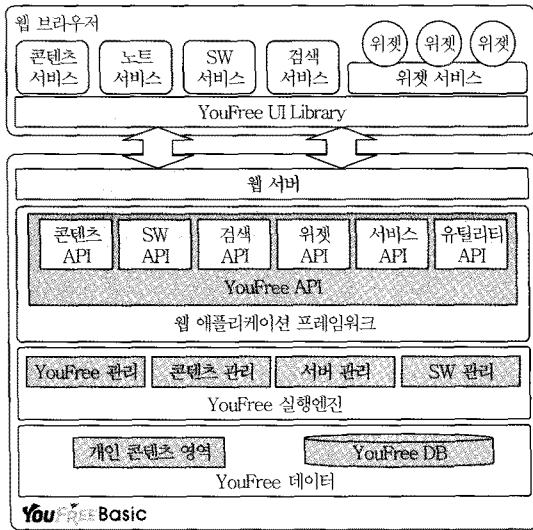 웹 브라우저
콘텐츠 서비스
노트 서비스
SW 서비스
검색 서비스
위젯 위젯 위젯
위젯 서비스
YouFree UI Library
웹 서버
콘텐츠 API
SW API
검색 API
위젯 API
서비스 API
유틸리티 API
YouFree API
웹 애플리케이션 프레임워크
YouFree 관리
콘텐츠 관리
서버 관리
SW 관리
YouFree 실행엔진
개인 콘텐츠 영역
YouFree DB
YouFree 데이터
YouFREE Basic